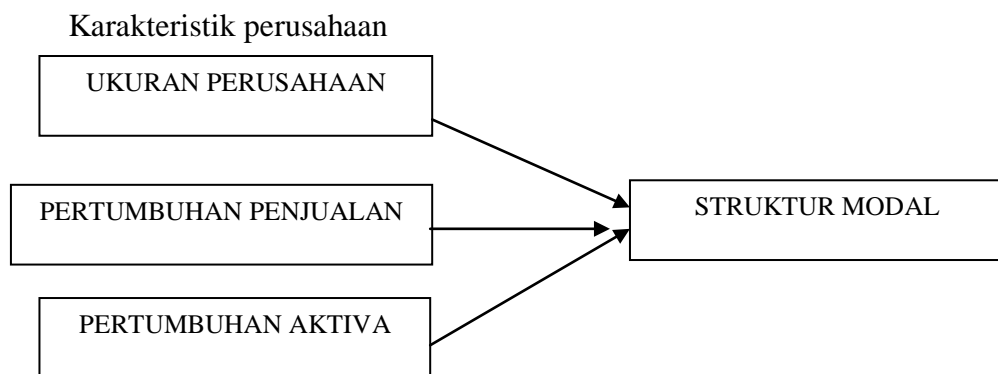 Karakteristik perusahaan
UKURAN PERUSAHAAN
PERTUMBUHAN PENJUALAN
STRUKTUR MODAL
PERTUMBUHAN AKTIVA